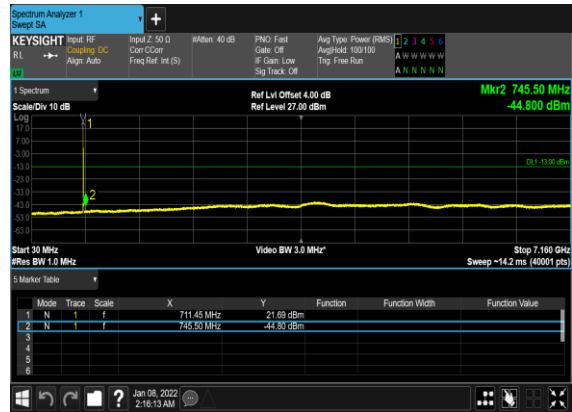 Spectrum Analyzer 1
Swept SA
KEYSIGHT Input: RF Input Z: 50 Ω #Atten: 40 dB PNO: Fast Avg Type: Power (RMS) 1 2 3 4 5 6
RL Coupling: DC Corr CCorr Gate: Off Avg|Hold: 100/100 A W W W W W
Align: Auto Freq Ref: Int (S) IF Gain: Low Trig: Free Run
Sig Track: Off A N N N N N
1 Spectrum
Scale/Div 10 dB
Ref Lvl Offset 4.00 dB
Ref Level 27.00 dBm
Mkr2 745.50 MHz
-44.800 dBm
Log
17.0
7.00
-3.00
-13.0
-23.0
-33.0
-43.0
-53.0
-63.0
1
2
DL1 -13.00 dBm
Start 30 MHz Video BW 3.0 MHz* Stop 7.160 GHz
#Res BW 1.0 MHz Sweep ~14.2 ms (40001 pts)
5 Marker Table
Mode Trace Scale X Y Function Function Width Function Value
1 N 1 f 711.45 MHz 21.69 dBm
2 N 1 f 745.50 MHz -44.80 dBm
3
4
5
6
Jan 08, 2022
2:16:13 AM